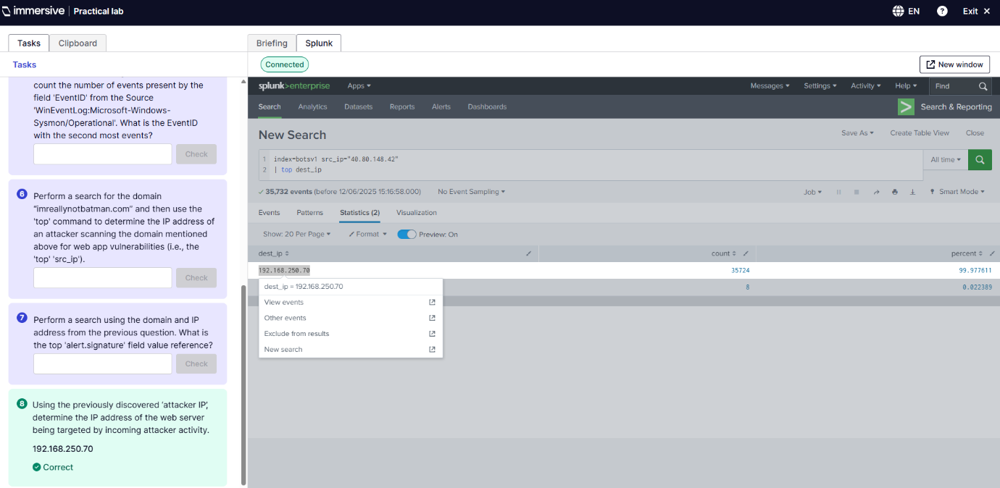 immersive | Practical lab
EN
?
Exit ×
Tasks
Clipboard
Briefing
Splunk
Tasks
Connected
New window
count the number of events present by the
field 'EventID' from the Source
'WinEventLog:Microsoft-Windows-
Sysmon/Operational'. What is the EventID
with the second most events?
Check
6
Perform a search for the domain
“imreallynotbatman.com” and then use the
'top' command to determine the IP address of
an attacker scanning the domain mentioned
above for web app vulnerabilities (i.e., the
'top' 'src_ip').
Check
7
Perform a search using the domain and IP
address from the previous question. What is
the top 'alert.signature' field value reference?
Check
8
Using the previously discovered ‘attacker IP’,
determine the IP address of the web server
being targeted by incoming attacker activity.
192.168.250.70
Correct
splunk>enterprise
Apps
Messages
Settings
Activity
Help
Find
Search
Analytics
Datasets
Reports
Alerts
Dashboards
Search & Reporting
New Search
Save As
Create Table View
Close
1 index=botsv1 src_ip="40.80.148.42"
2 | top dest_ip
All time
✓ 35,732 events (before 12/06/2025 15:16:58.000)
No Event Sampling
Job
Smart Mode
Events
Patterns
Statistics (2)
Visualization
Show: 20 Per Page
Format
Preview: On
dest_ip
count
percent
192.168.250.70
35724
99.977611
dest_ip = 192.168.250.70
8
0.022389
View events
Other events
Exclude from results
New search